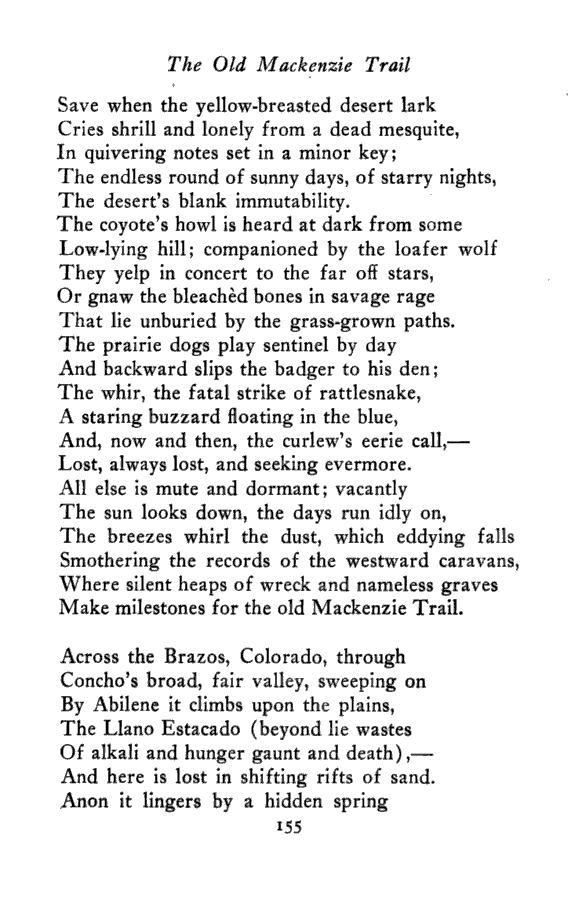 The Old Mackenzie Trail
Save when the yellow-breasted desert lark
Cries shrill and lonely from a dead mesquite,
In quivering notes set in a minor key;
The endless round of sunny days, of starry nights,
The desert's blank immutability.
The coyote's howl is heard at dark from some
Low-lying hill; companioned by the loafer wolf
They yelp in concert to the far off stars,
Or gnaw the bleachèd bones in savage rage
That lie unburied by the grass-grown paths.
The prairie dogs play sentinel by day
And backward slips the badger to his den;
The whir, the fatal strike of rattlesnake,
A staring buzzard floating in the blue,
And, now and then, the curlew's eerie call,—
Lost, always lost, and seeking evermore.
All else is mute and dormant; vacantly
The sun looks down, the days run idly on,
The breezes whirl the dust, which eddying falls
Smothering the records of the westward caravans,
Where silent heaps of wreck and nameless graves
Make milestones for the old Mackenzie Trail.
Across the Brazos, Colorado, through
Concho's broad, fair valley, sweeping on
By Abilene it climbs upon the plains,
The Llano Estacado (beyond lie wastes
Of alkali and hunger gaunt and death),—
And here is lost in shifting rifts of sand.
Anon it lingers by a hidden spring
155